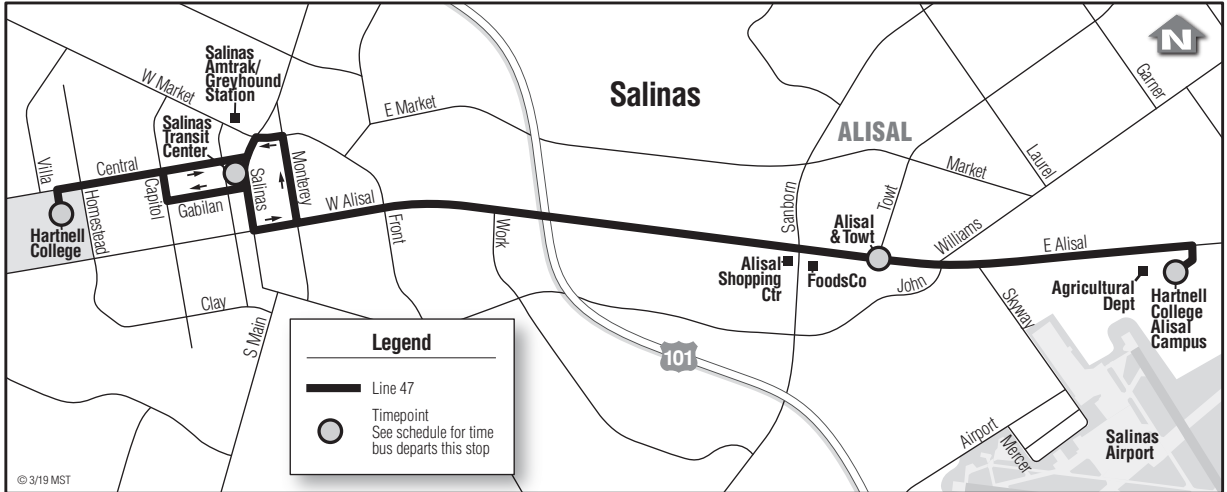 Salinas
Amtrak/
Greyhound
Station
W Market
Salinas
Transit
Center
E Market
Salinas
ALISAL
N
Garner
Laurel
Market
Villa
Central
Capitol
Gabilan
Homestead
Hartnell
College
Salinas
Monterey
W Alisal
Front
Work
Sanborn
Towt
Alisal
& Towt
Williams
E Alisal
Alisal
Shopping
Ctr
FoodsCo
John
Skyway
Agricultural
Dept
Hartnell
College
Alisal
Campus
Clay
S Main
101
Airport
Mercer
Salinas
Airport
Legend
Line 47
Timepoint
See schedule for time
bus departs this stop
© 3/19 MST